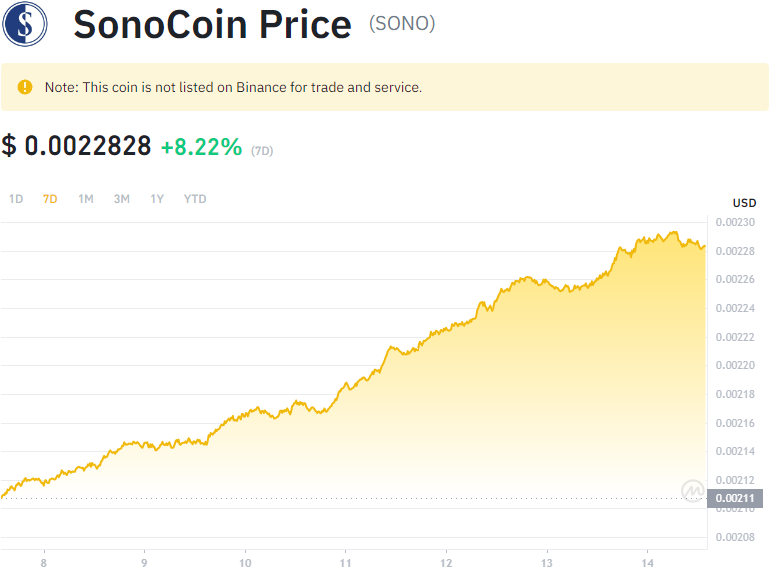 SonoCoin Price (SONO)
Note: This coin is not listed on Binance for trade and service.
$ 0.0022828 +8.22% (7D)
1D 7D 1M 3M 1Y YTD
USD
0.00230
0.00228
0.00226
0.00224
0.00222
0.00220
0.00218
0.00216
0.00214
0.00212
0.00211
0.00210
0.00208
8 9 10 11 12 13 14